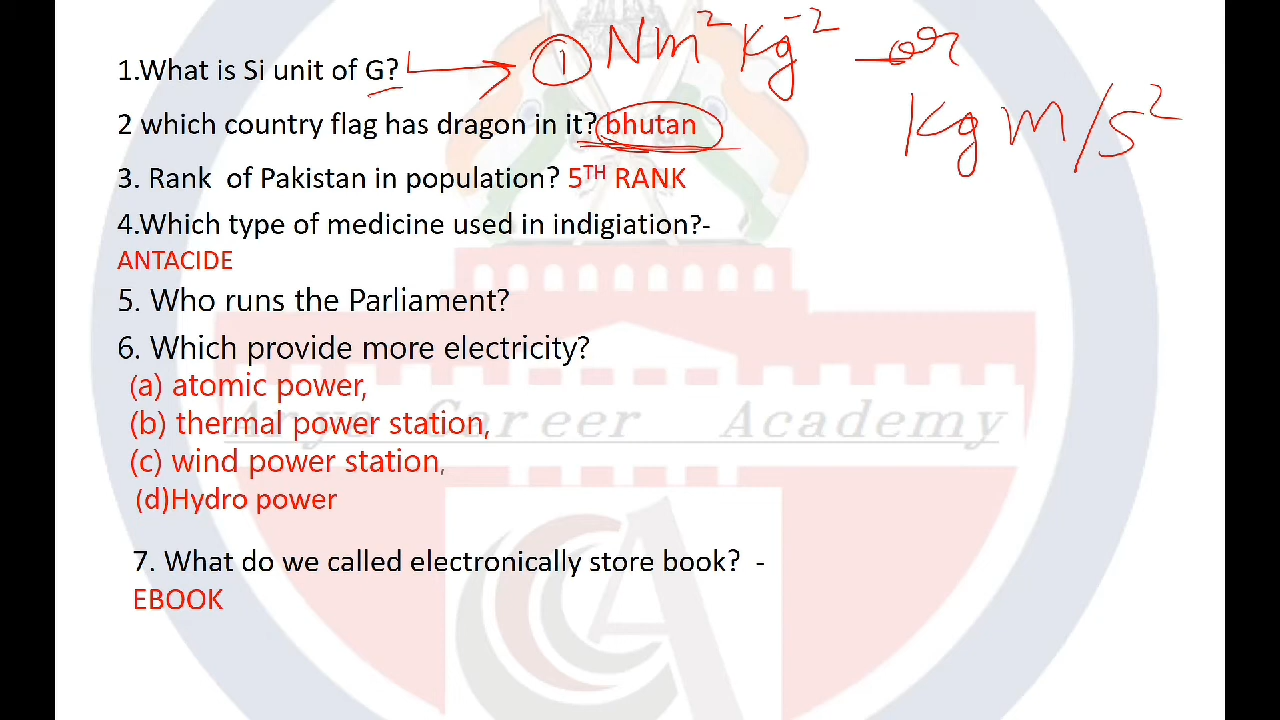 1.What is Si unit of G? ① Nm² Kg⁻² or
Kgm/s²
2 which country flag has dragon in it? bhutan
3. Rank of Pakistan in population? 5TH RANK
4.Which type of medicine used in indigiation?-
ANTACIDE
5. Who runs the Parliament?
6. Which provide more electricity?
(a) atomic power,
(b) thermal power station,
Arya Career Academy
(c) wind power station,
(d)Hydro power
7. What do we called electronically store book? -
EBOOK